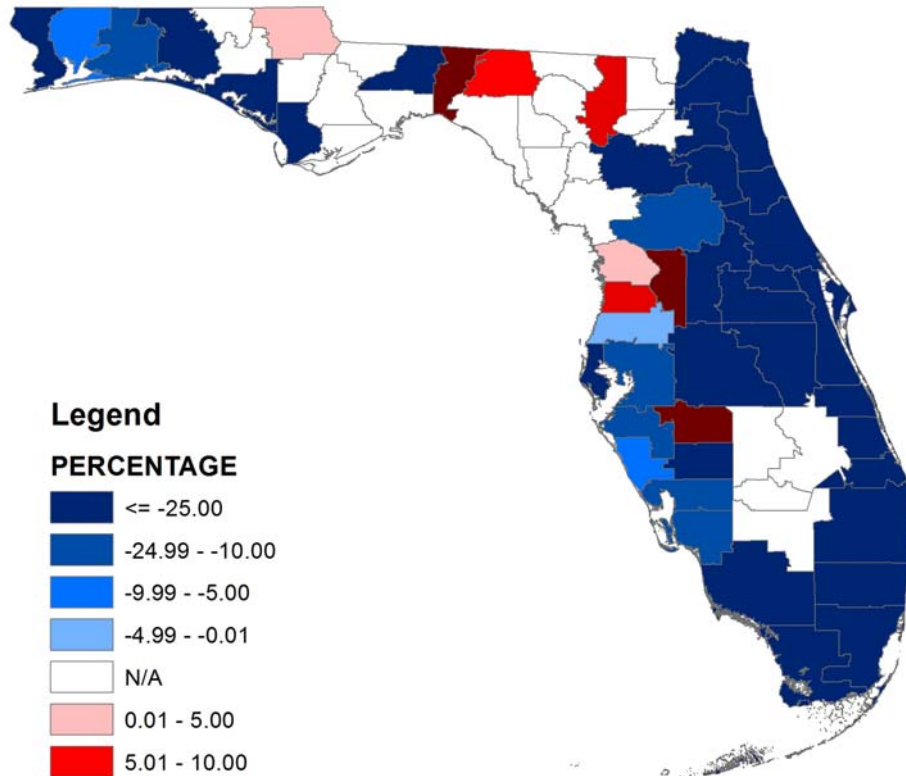 Legend
PERCENTAGE
<= -25.00
-24.99 - -10.00
-9.99 - -5.00
-4.99 - -0.01
N/A
0.01 - 5.00
5.01 - 10.00